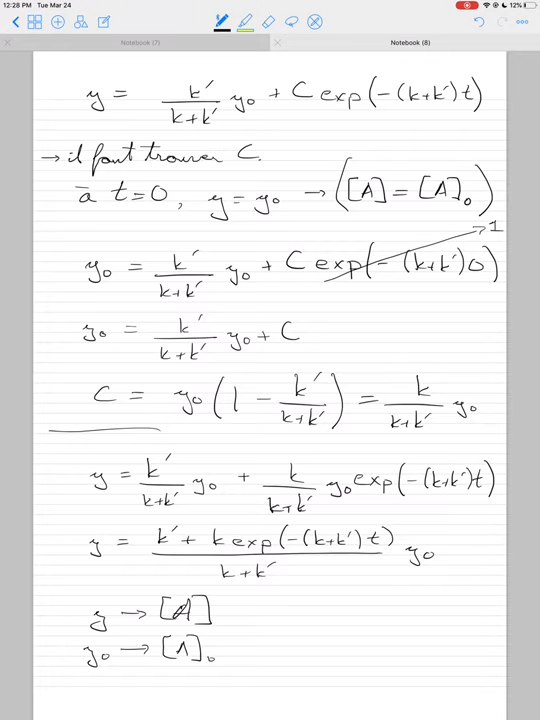 12:28 PM Tue Mar 24
12%
Notebook (7)
Notebook (8)
y = k'/(k+k') y₀ + C exp(-(k+k')t)
→ il faut trouver C.
à t=0, y = y₀ → ([A] = [A]₀)
1
y₀ = k'/(k+k') y₀ + C exp(-(k+k')0)
y₀ = k'/(k+k') y₀ + C
C = y₀(1 - k'/(k+k')) = k/(k+k') y₀
y = k'/(k+k') y₀ + k/(k+k') y₀ exp(-(k+k')t)
y = (k' + k exp(-(k+k')t))/(k+k') y₀
y → [A]
y₀ → [A]₀